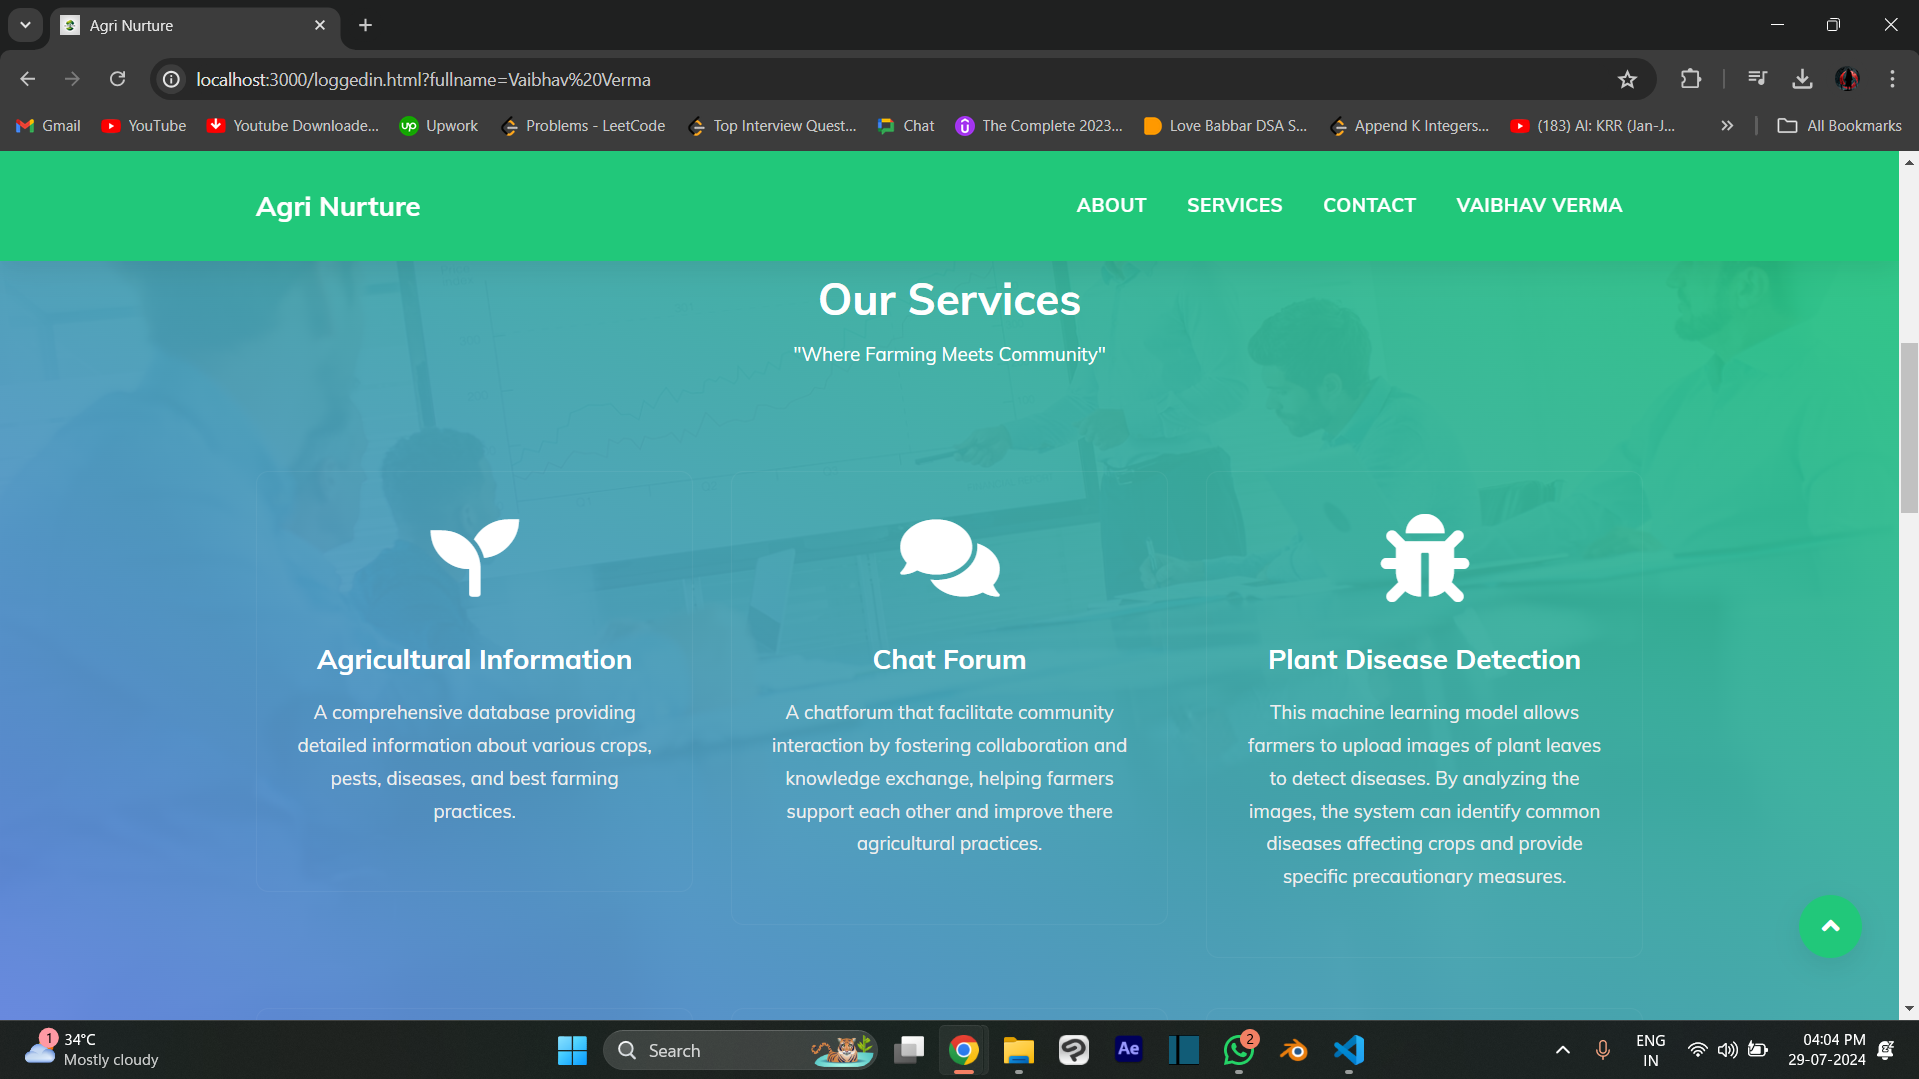 Agri Nurture
localhost:3000/loggedin.html?fullname=Vaibhav%20Verma
Gmail YouTube Youtube Downloade... Upwork Problems - LeetCode Top Interview Quest... Chat The Complete 2023... Love Babbar DSA S... Append K Integers... (183) AI: KRR (Jan-J... All Bookmarks
Agri Nurture ABOUT SERVICES CONTACT VAIBHAV VERMA
Our Services
"Where Farming Meets Community"
Agricultural Information
A comprehensive database providing
detailed information about various crops,
pests, diseases, and best farming
practices.
Chat Forum
A chatforum that facilitate community
interaction by fostering collaboration and
knowledge exchange, helping farmers
support each other and improve there
agricultural practices.
Plant Disease Detection
This machine learning model allows
farmers to upload images of plant leaves
to detect diseases. By analyzing the
images, the system can identify common
diseases affecting crops and provide
specific precautionary measures.
1
34°C
Mostly cloudy
Search
Ae
2
ENG
IN
04:04 PM
29-07-2024